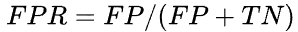 FPR = FP/(FP + TN)